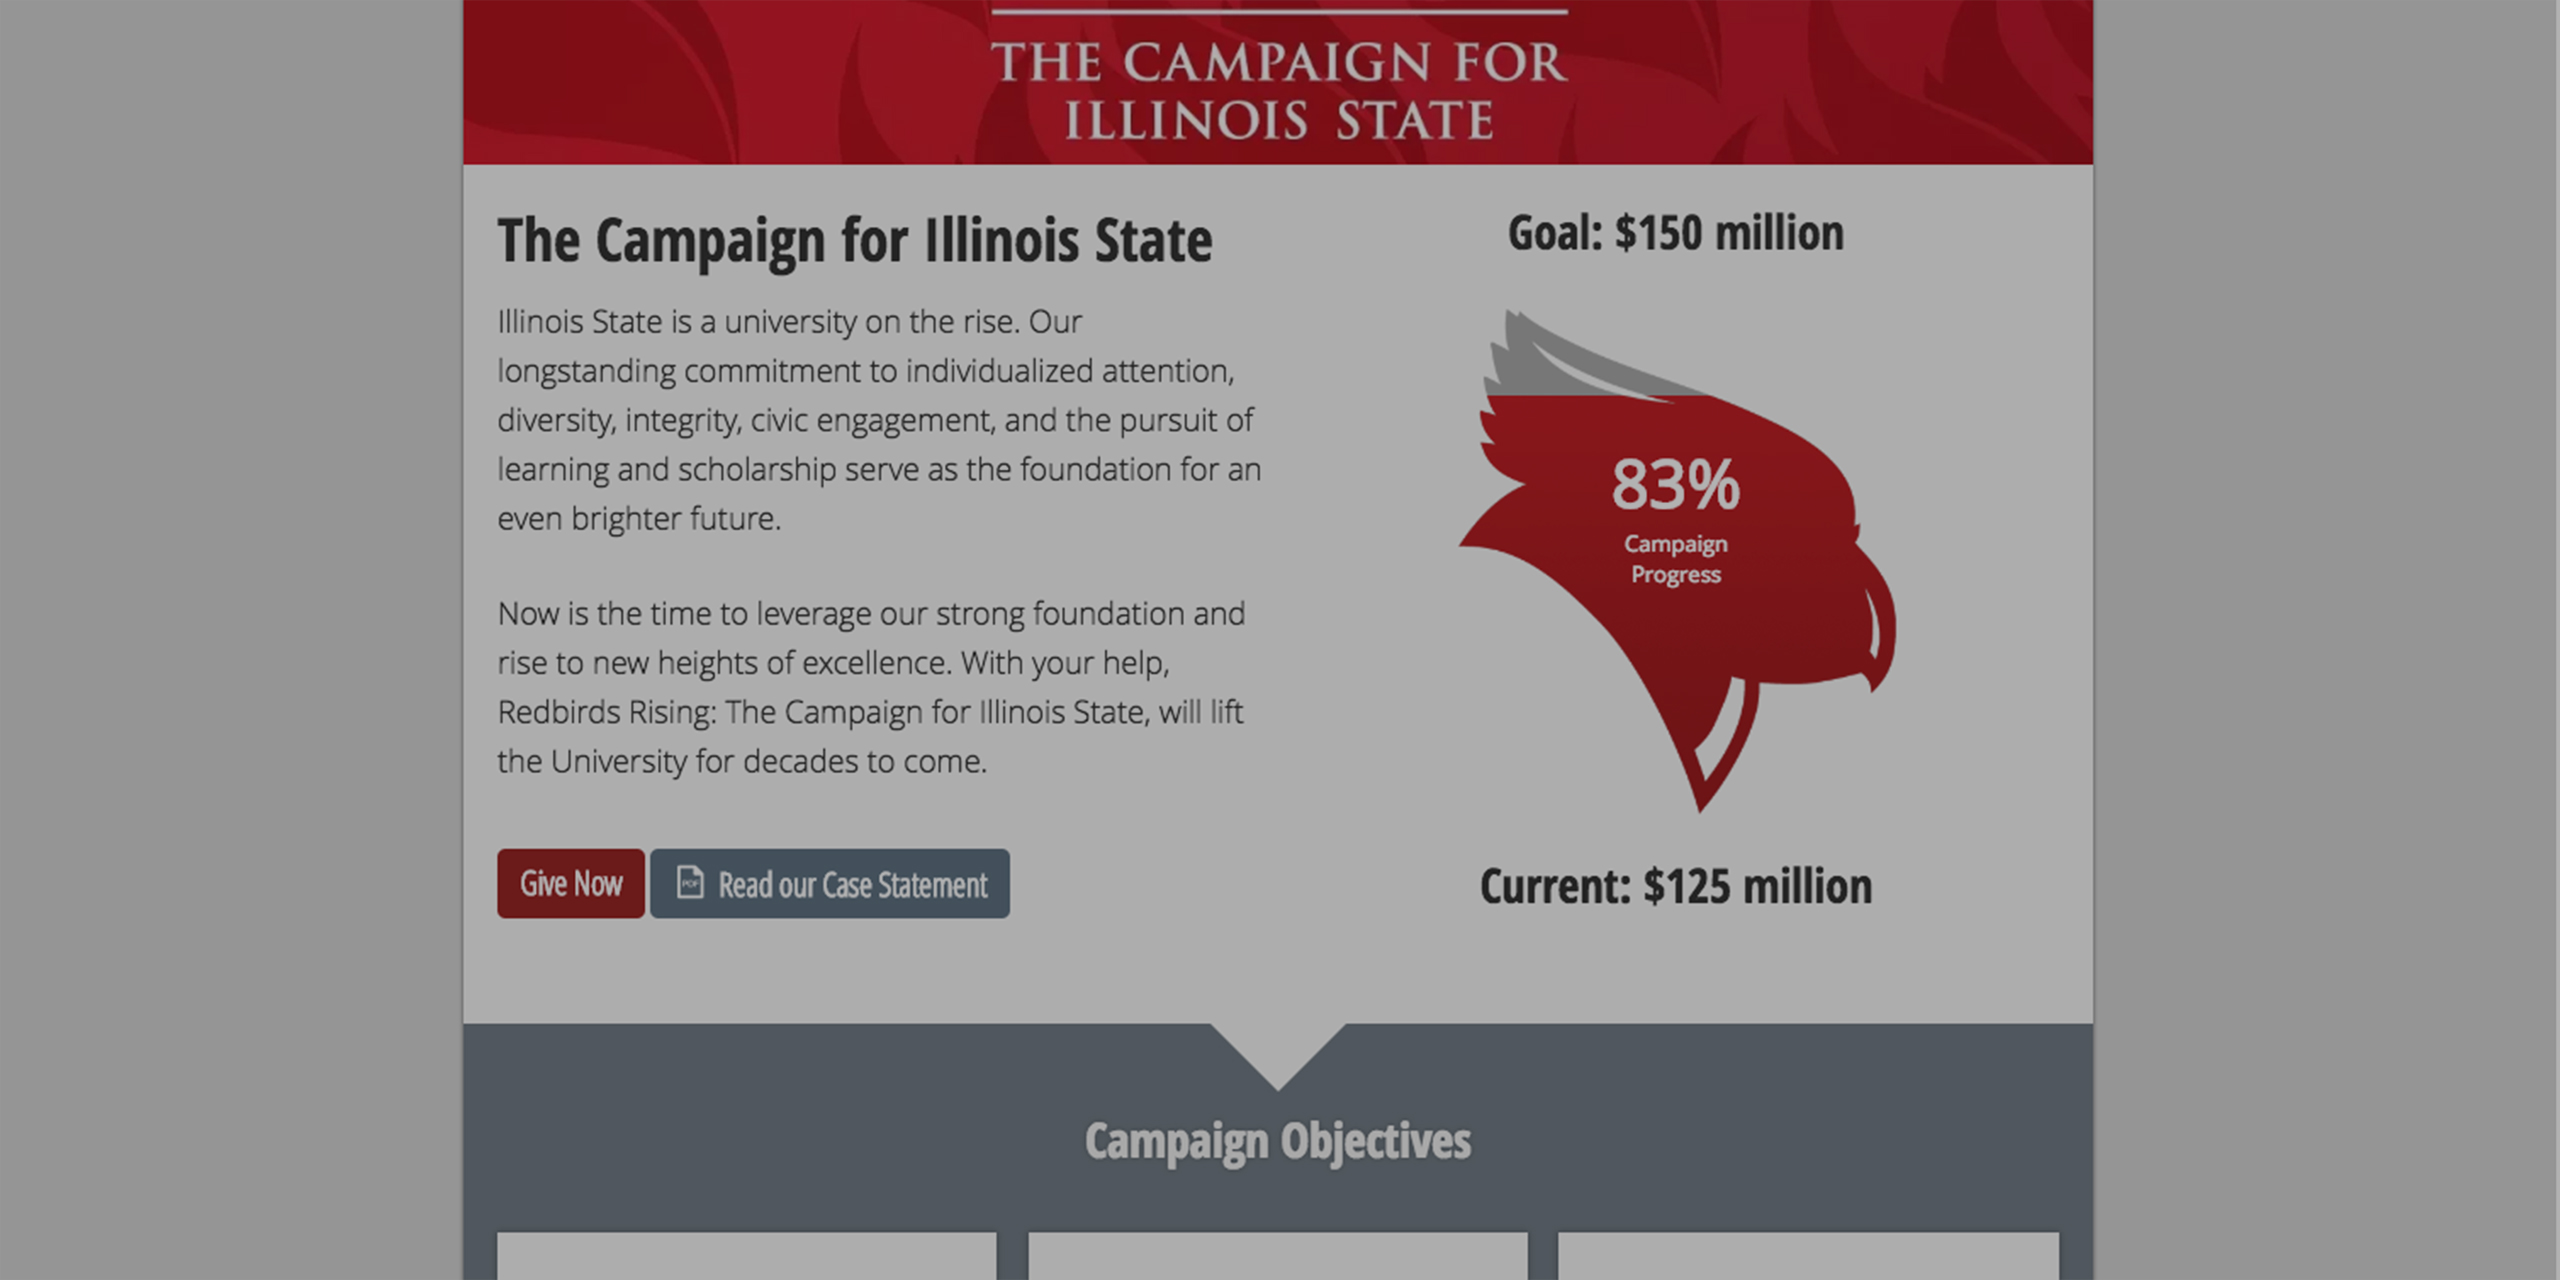 THE CAMPAIGN FOR
ILLINOIS STATE
The Campaign for Illinois State
Illinois State is a university on the rise. Our
longstanding commitment to individualized attention,
diversity, integrity, civic engagement, and the pursuit of
learning and scholarship serve as the foundation for an
even brighter future.
Now is the time to leverage our strong foundation and
rise to new heights of excellence. With your help,
Redbirds Rising: The Campaign for Illinois State, will lift
the University for decades to come.
Give Now
PDF Read our Case Statement
Goal: $150 million
83%
Campaign
Progress
Current: $125 million
Campaign Objectives